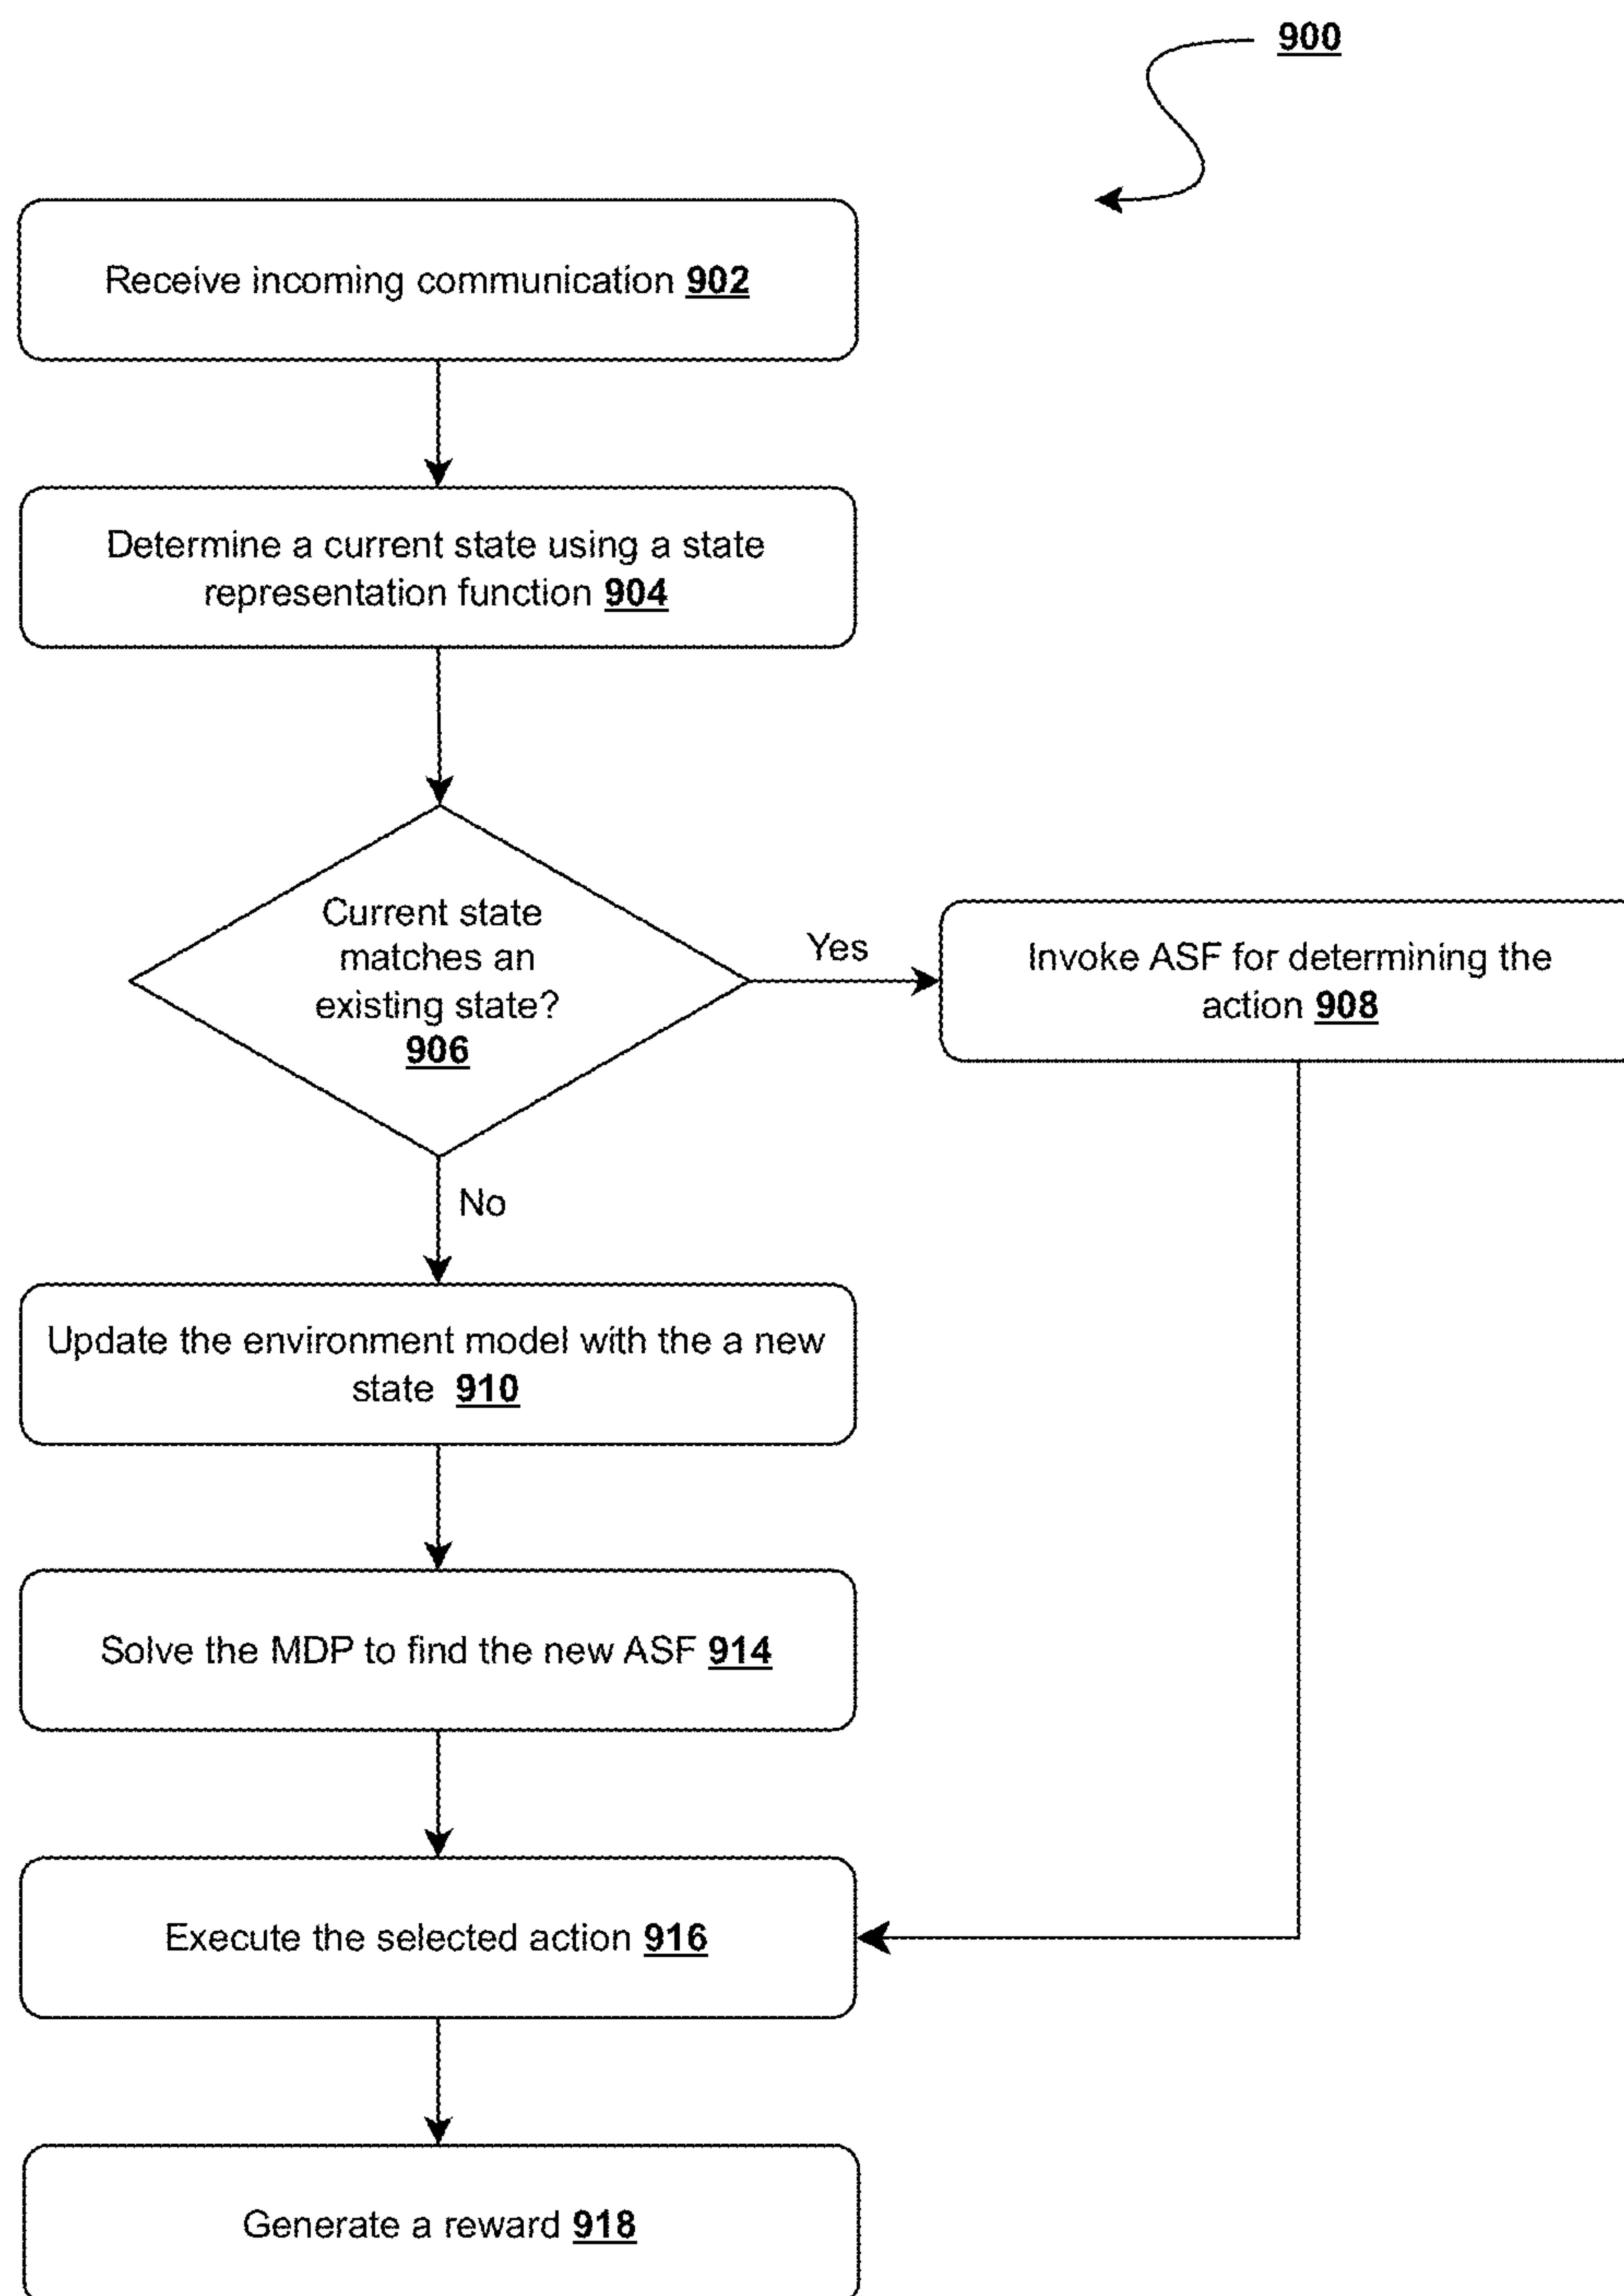 900
Receive incoming communication 902
Determine a current state using a state
representation function 904
Current state
matches an
existing state?
906
Yes
Invoke ASF for determining the
action 908
No
Update the environment model with the a new
state 910
Solve the MDP to find the new ASF 914
Execute the selected action 916
Generate a reward 918